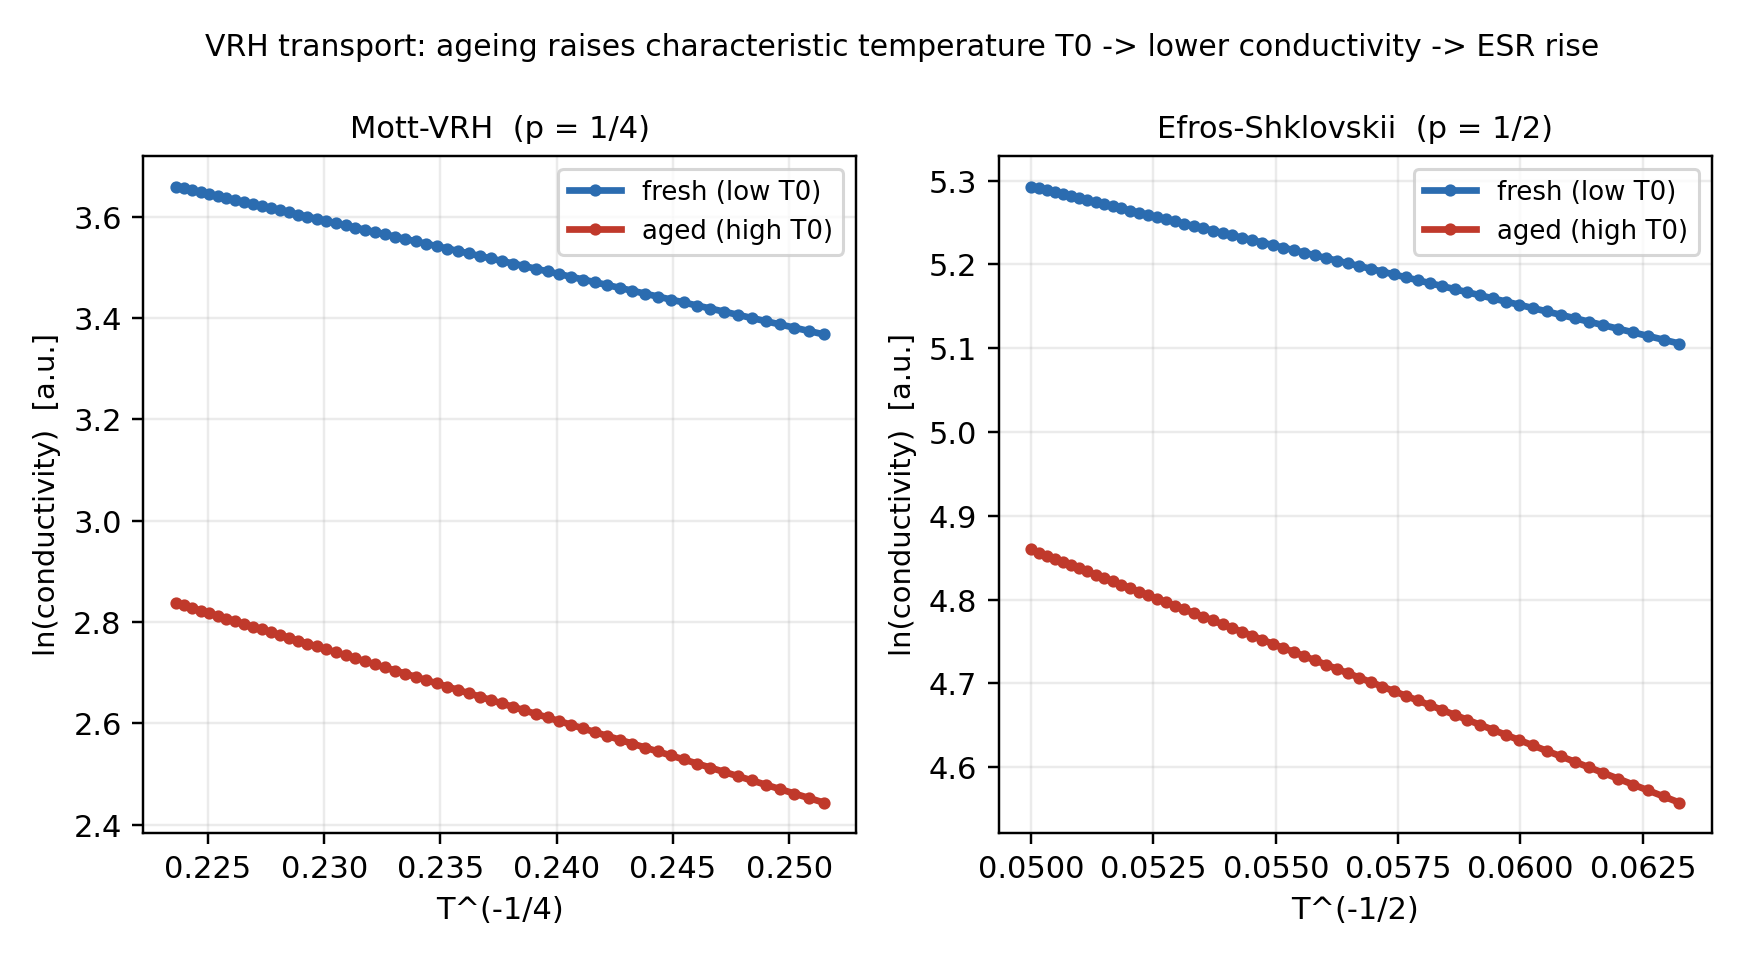 VRH transport: ageing raises characteristic temperature T0 -> lower conductivity -> ESR rise
Mott-VRH (p = 1/4)
fresh (low T0)
aged (high T0)
ln(conductivity) [a.u.]
3.6
3.4
3.2
3.0
2.8
2.6
2.4
0.225 0.230 0.235 0.240 0.245 0.250
T^(-1/4)
Efros-Shklovskii (p = 1/2)
fresh (low T0)
aged (high T0)
ln(conductivity) [a.u.]
5.3
5.2
5.1
5.0
4.9
4.8
4.7
4.6
0.0500 0.0525 0.0550 0.0575 0.0600 0.0625
T^(-1/2)